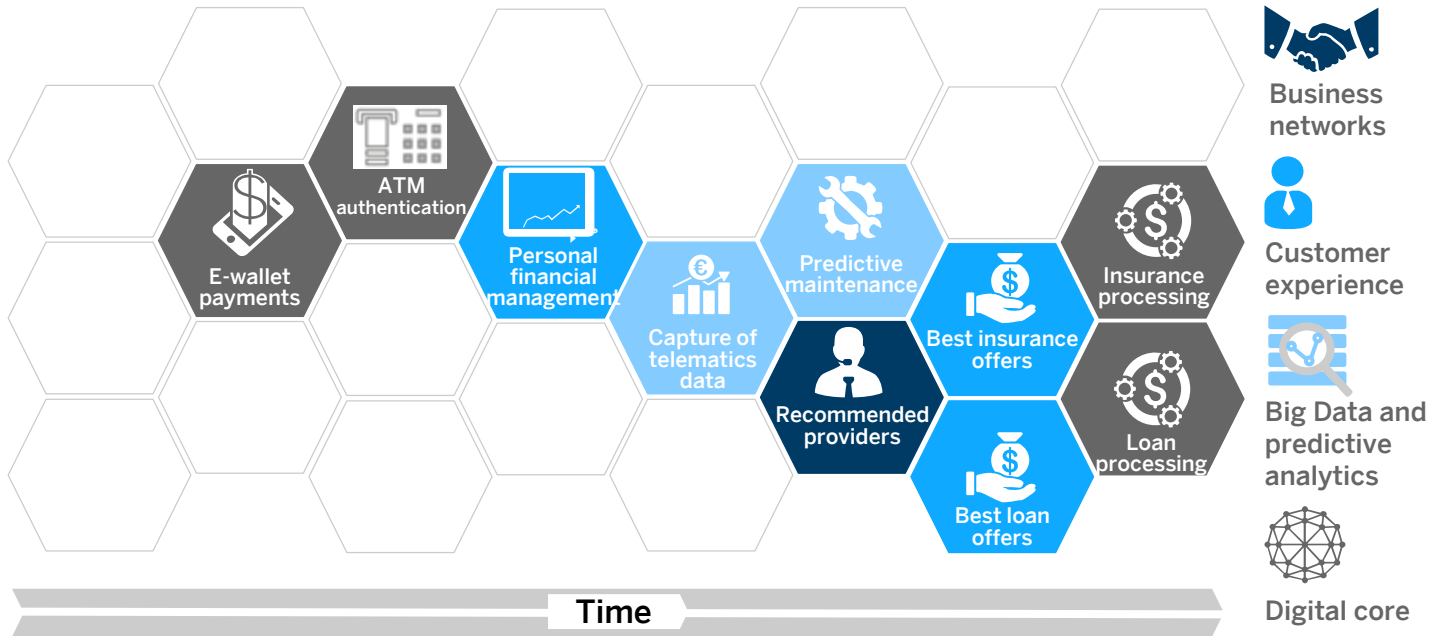 E-wallet
payments
ATM
authentication
Personal
financial
management
Capture of
telematics
data
Predictive
maintenance
Recommended
providers
Best insurance
offers
Best loan
offers
Insurance
processing
Loan
processing
Business
networks
Customer
experience
Big Data and
predictive
analytics
Digital core
Time